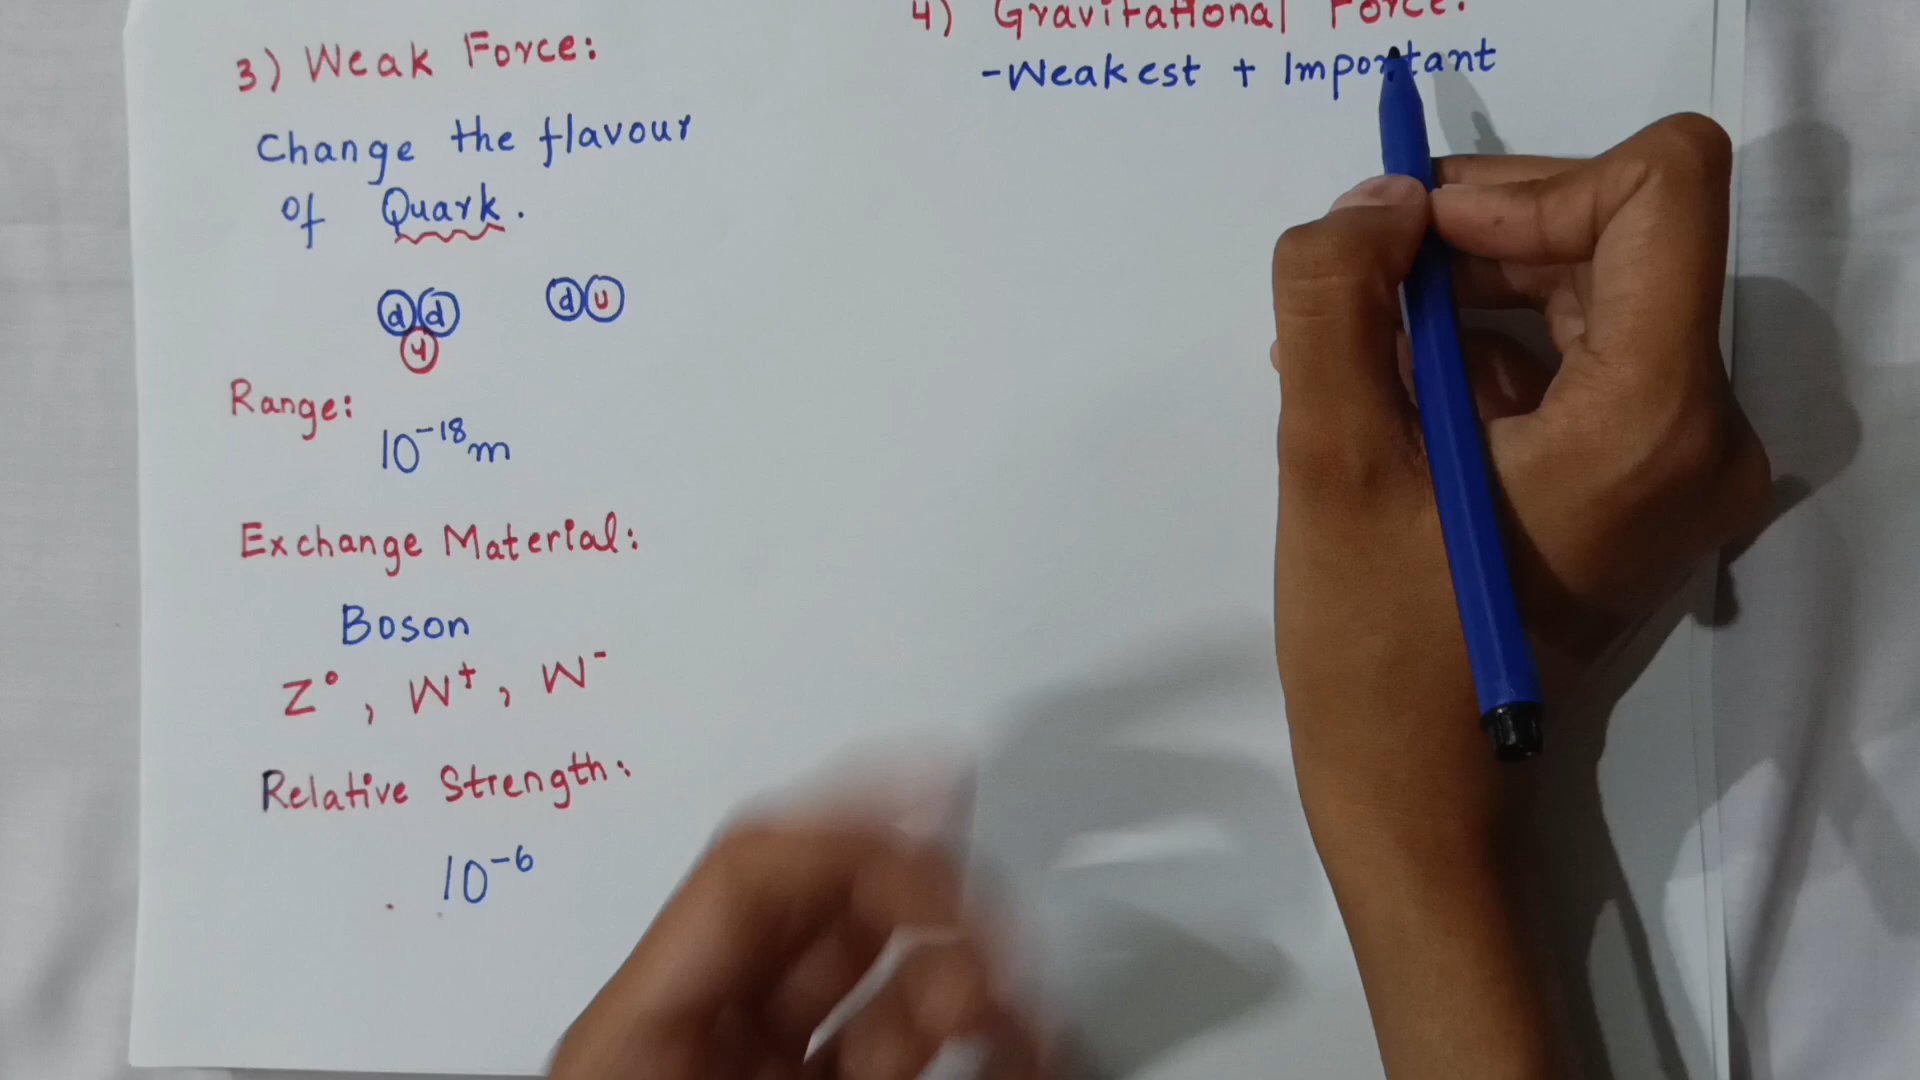 3) Weak Force:
Change the flavour
of Quark.
d d d u
u
Range:
10⁻¹⁸m
Exchange Material:
Boson
Z°, W⁺, W⁻
Relative Strength:
10⁻⁶
4) Gravitational Force:
-Weakest + Important